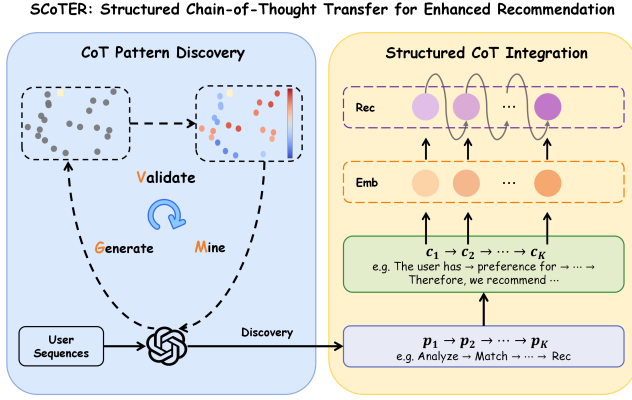 SCoTER: Structured Chain-of-Thought Transfer for Enhanced Recommendation
CoT Pattern Discovery
Validate
Generate
Mine
User
Sequences
Discovery
Structured CoT Integration
Rec
...
Emb
...
c₁ → c₂ → ⋯ → c_K
e.g. The user has → preference for → ⋯ →
Therefore, we recommend ⋯
p₁ → p₂ → ⋯ → p_K
e.g. Analyze → Match → ⋯ → Rec